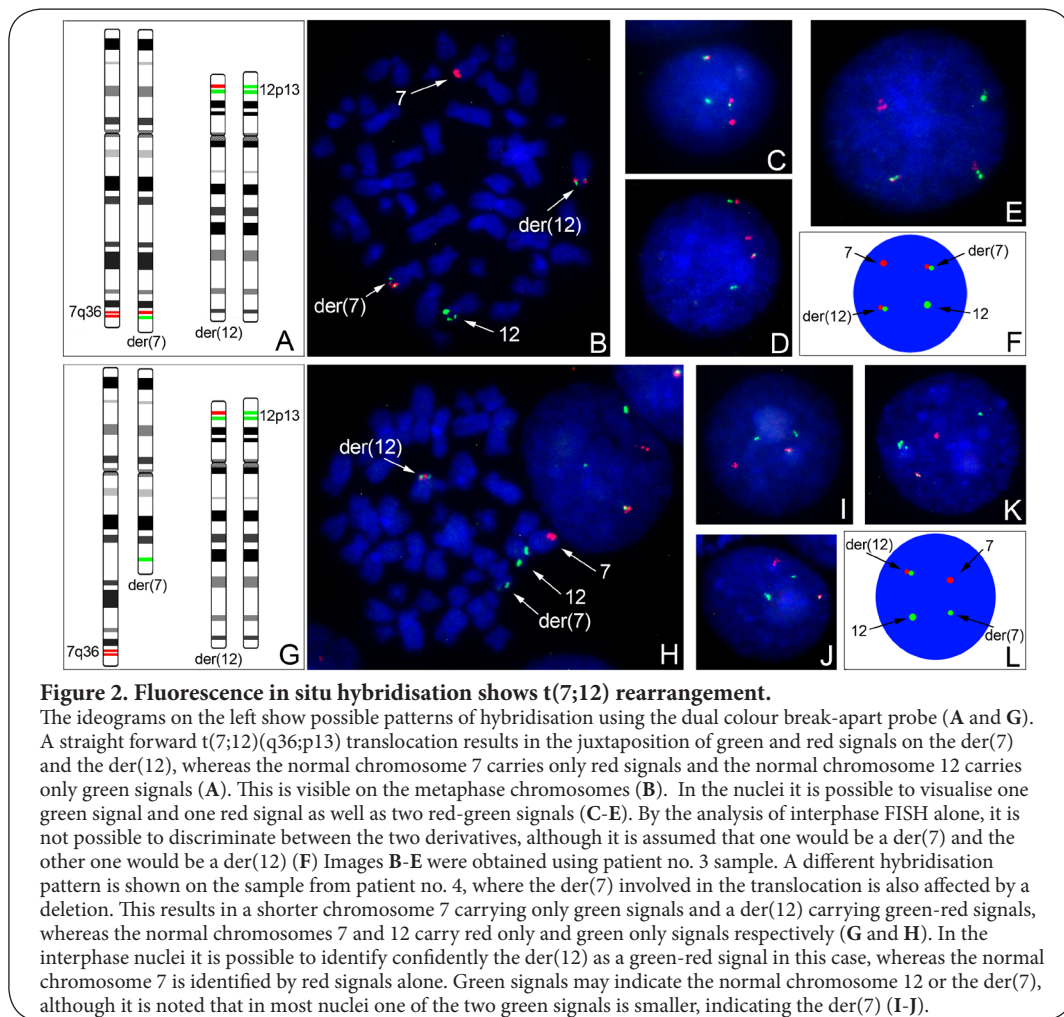 7q36
der(7)
der(12)
12p13
A
7
der(12)
der(7)
12
B
C
D
E
7
der(7)
der(12)
12
F
7q36
der(7)
der(12)
12p13
G
der(12)
7
12
der(7)
H
I
J
K
der(12)
7
12
der(7)
L
Figure 2. Fluorescence in situ hybridisation shows t(7;12) rearrangement.
The ideograms on the left show possible patterns of hybridisation using the dual colour break-apart probe (A and G).
A straight forward t(7;12)(q36;p13) translocation results in the juxtaposition of green and red signals on the der(7)
and the der(12), whereas the normal chromosome 7 carries only red signals and the normal chromosome 12 carries
only green signals (A). This is visible on the metaphase chromosomes (B). In the nuclei it is possible to visualise one
green signal and one red signal as well as two red-green signals (C-E). By the analysis of interphase FISH alone, it is
not possible to discriminate between the two derivatives, although it is assumed that one would be a der(7) and the
other one would be a der(12) (F) Images B-E were obtained using patient no. 3 sample. A different hybridisation
pattern is shown on the sample from patient no. 4, where the der(7) involved in the translocation is also affected by a
deletion. This results in a shorter chromosome 7 carrying only green signals and a der(12) carrying green-red signals,
whereas the normal chromosomes 7 and 12 carry red only and green only signals respectively (G and H). In the
interphase nuclei it is possible to identify confidently the der(12) as a green-red signal in this case, whereas the normal
chromosome 7 is identified by red signals alone. Green signals may indicate the normal chromosome 12 or the der(7),
although it is noted that in most nuclei one of the two green signals is smaller, indicating the der(7) (I-J).